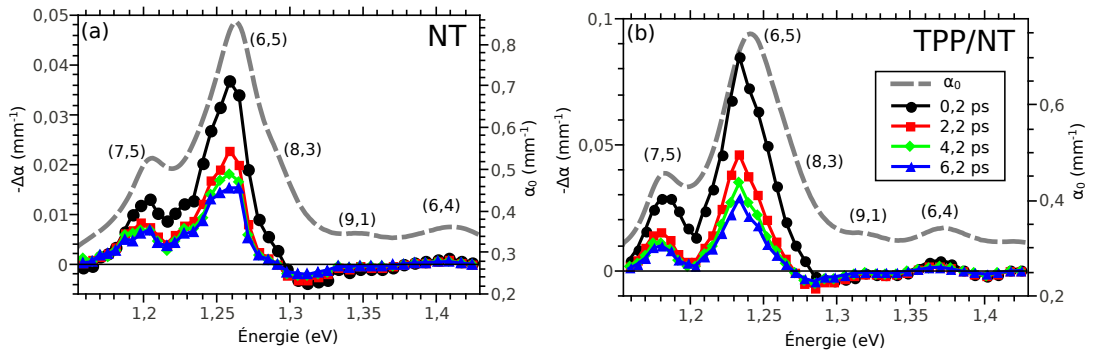 (a)
NT
(6,5)
(7,5)
(8,3)
(9,1)
(6,4)
0,05
0,04
0,03
0,02
0,01
0
-Δα (mm⁻¹)
0,8
0,7
0,6
0,5
0,4
0,3
0,2
α₀ (mm⁻¹)
1,2
1,25
1,3
1,35
1,4
Énergie (eV)
(b)
TPP/NT
(6,5)
(7,5)
(8,3)
(9,1)
(6,4)
α₀
0,2 ps
2,2 ps
4,2 ps
6,2 ps
0,1
0,05
0
-Δα (mm⁻¹)
0,6
0,4
0,2
α₀ (mm⁻¹)
1,2
1,25
1,3
1,35
1,4
Énergie (eV)